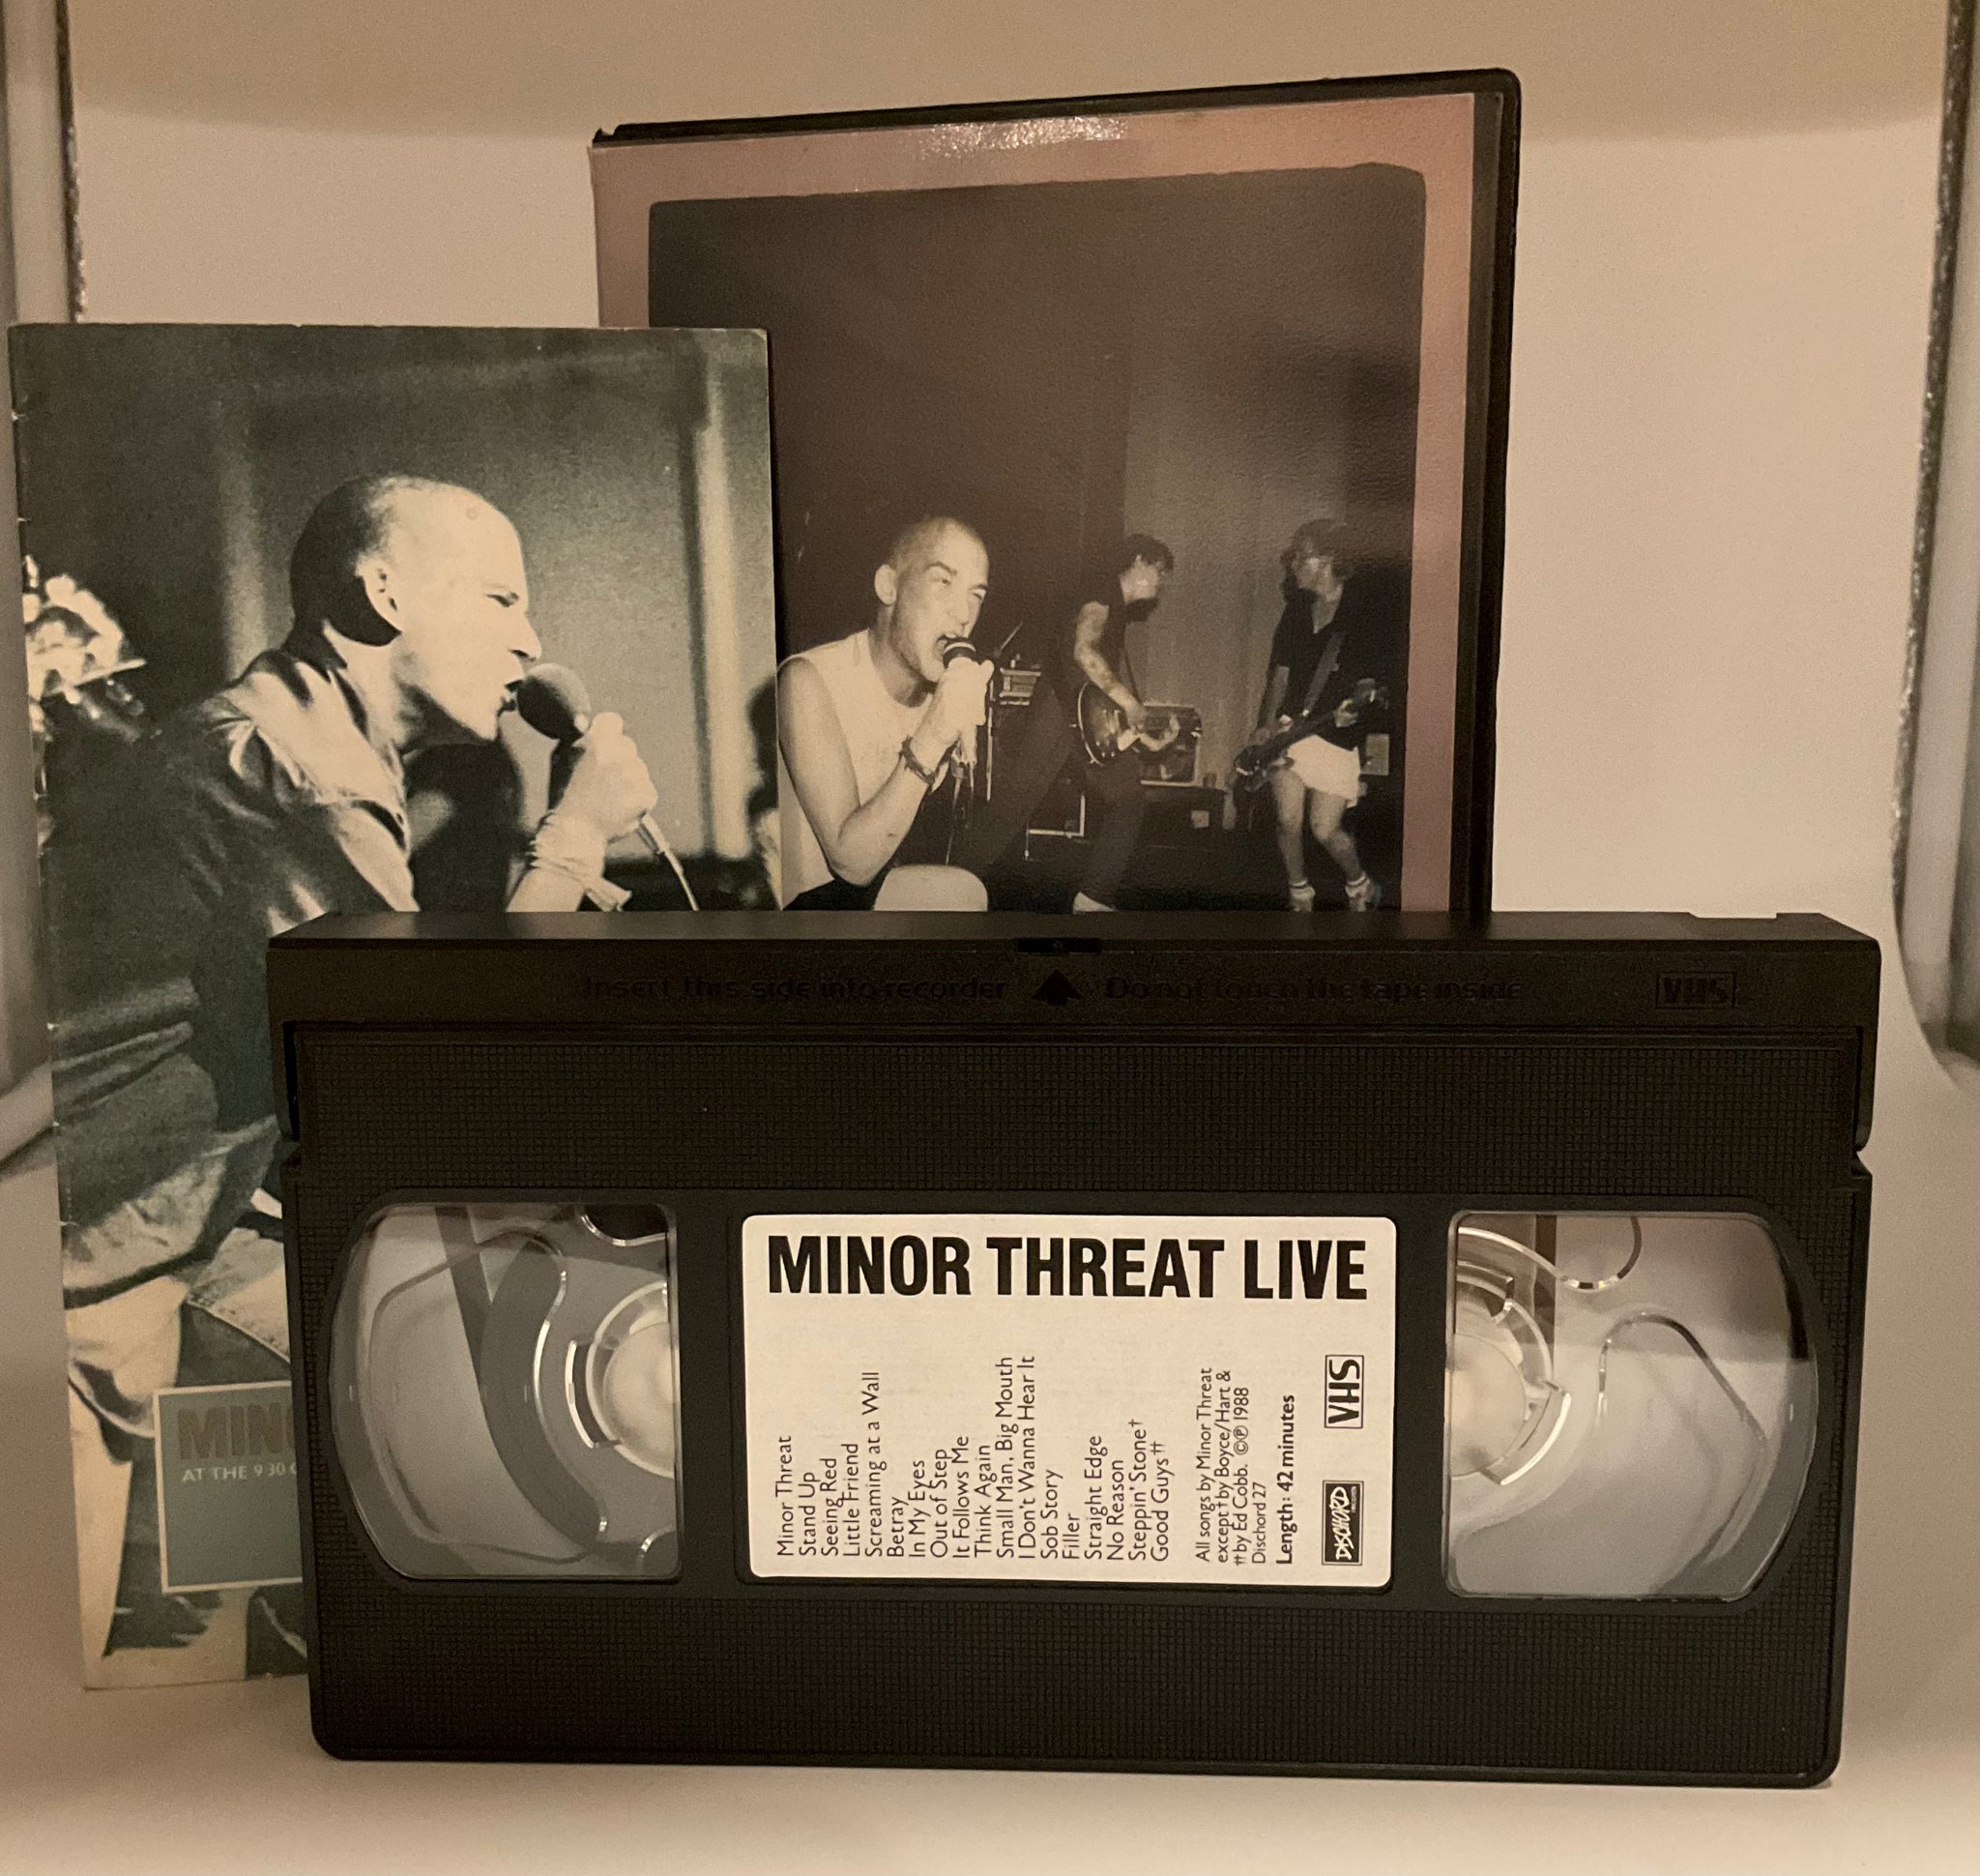 Insert this side into recorder
Do not touch the tape inside
VHS
MINOR THREAT LIVE
Minor Threat
Stand Up
Seeing Red
Little Friend
Screaming at a Wall
Betray
In My Eyes
Out of Step
It Follows Me
Think Again
Small Man, Big Mouth
I Don't Wanna Hear It
Sob Story
Filler
Straight Edge
No Reason
Steppin' Stone†
Good Guys††
All songs by Minor Threat
except † by Boyce/Hart &
†† by Ed Cobb. ©℗ 1988
Dischord 27
Length: 42 minutes
DISCHORD
VHS
MIN
AT THE 9·30